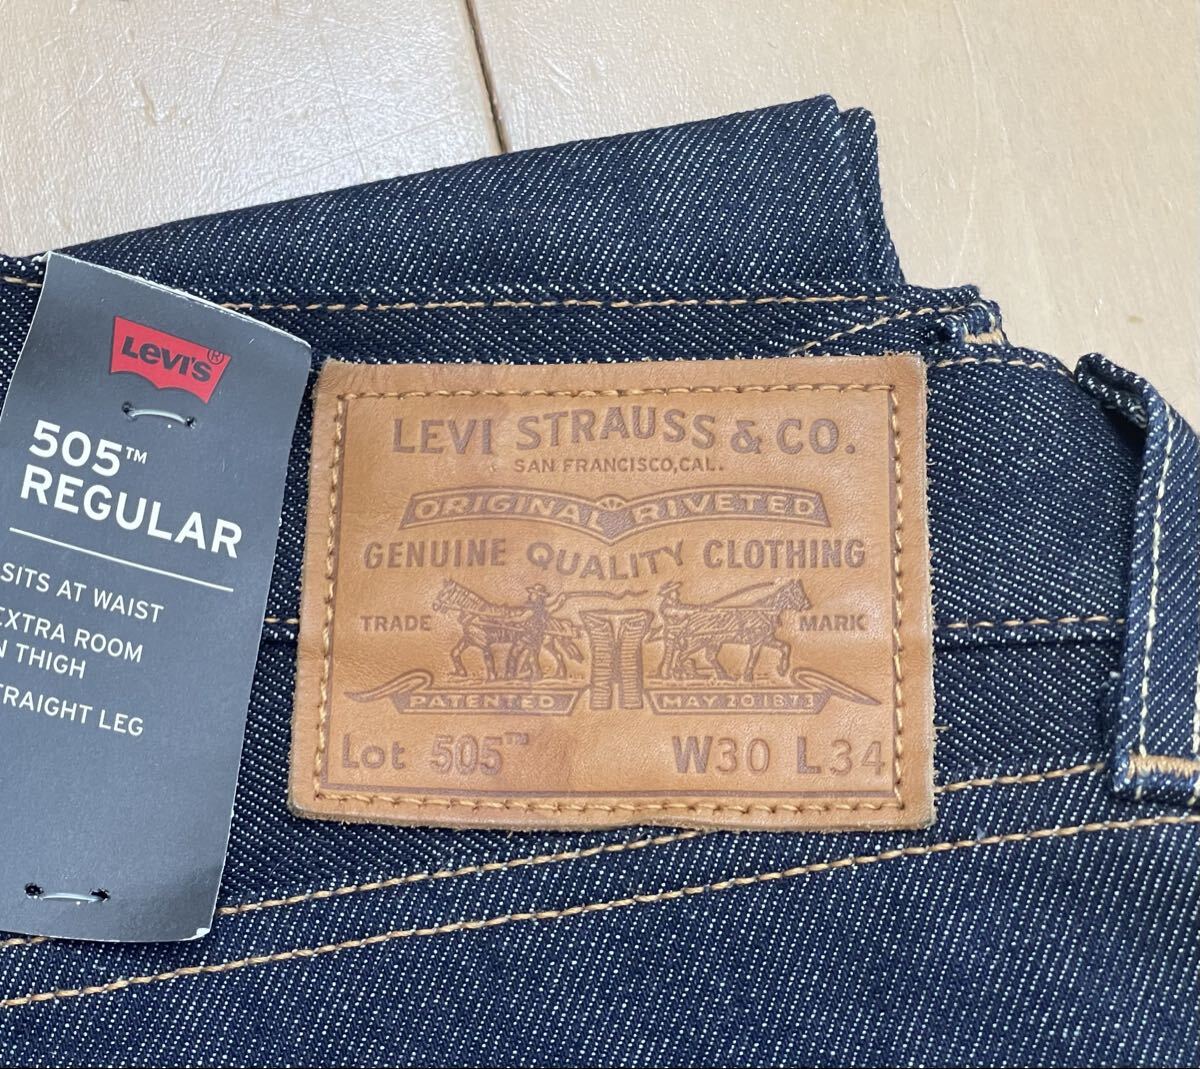 Levi's®
505™
REGULAR
SITS AT WAIST
EXTRA ROOM
THIGH
STRAIGHT LEG
LEVI STRAUSS & CO.
SAN FRANCISCO, CAL.
ORIGINAL RIVETED
GENUINE QUALITY CLOTHING
TRADE MARK
PATENTED MAY 20 1873
Lot 505™ W30 L34